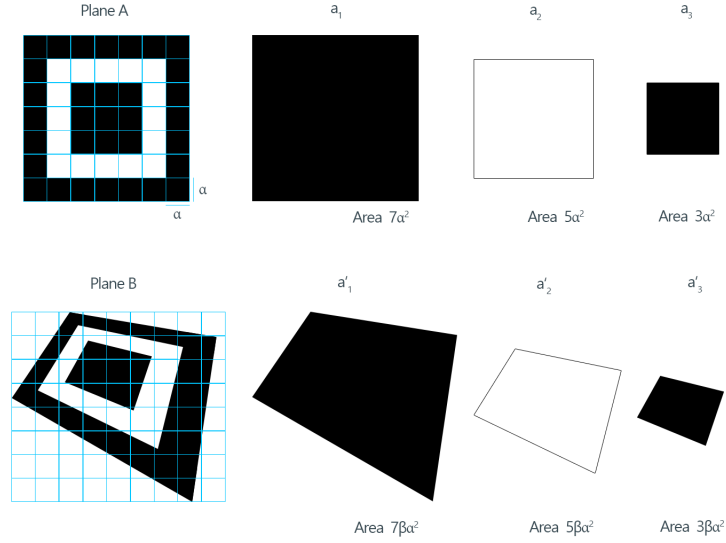 Plane A
a₁
a₂
a₃
α
α
Area 7α²
Area 5α²
Area 3α²
Plane B
a'₁
a'₂
a'₃
Area 7βα²
Area 5βα²
Area 3βα²